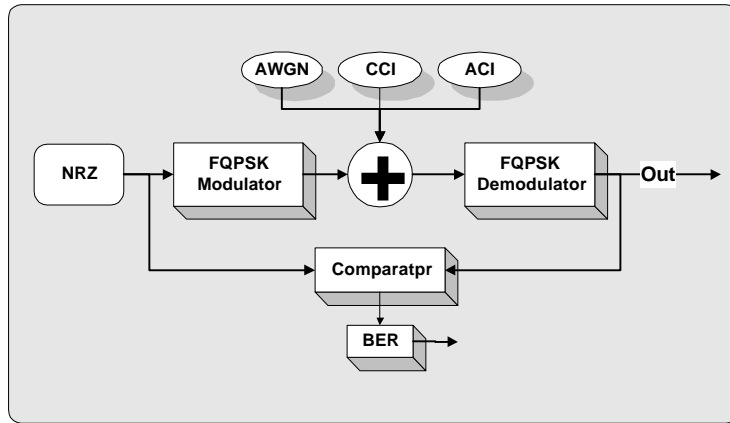 AWGN CCI ACI
NRZ
FQPSK
Modulator
FQPSK
Demodulator
Out
Comparatpr
BER